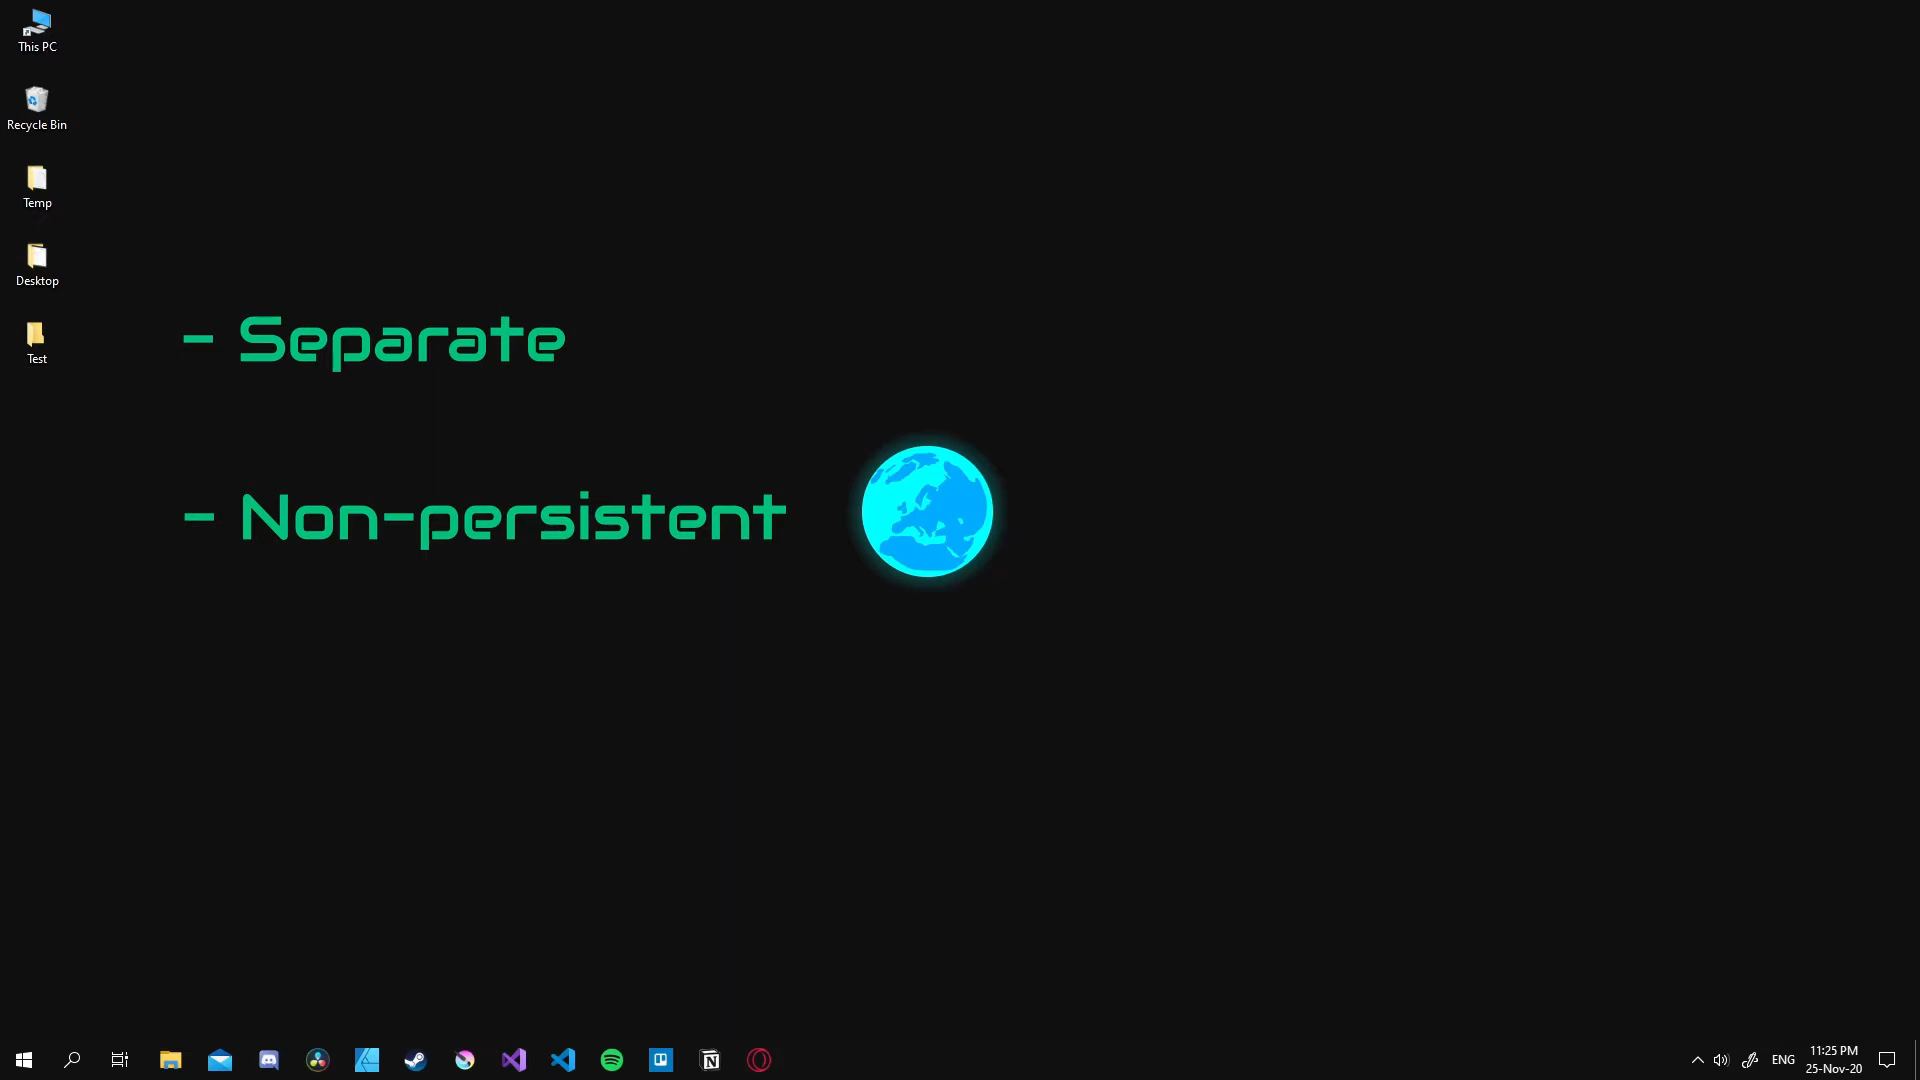 This PC
Recycle Bin
Temp
Desktop
Test
- Separate
- Non-persistent
ENG
11:25 PM
25-Nov-20